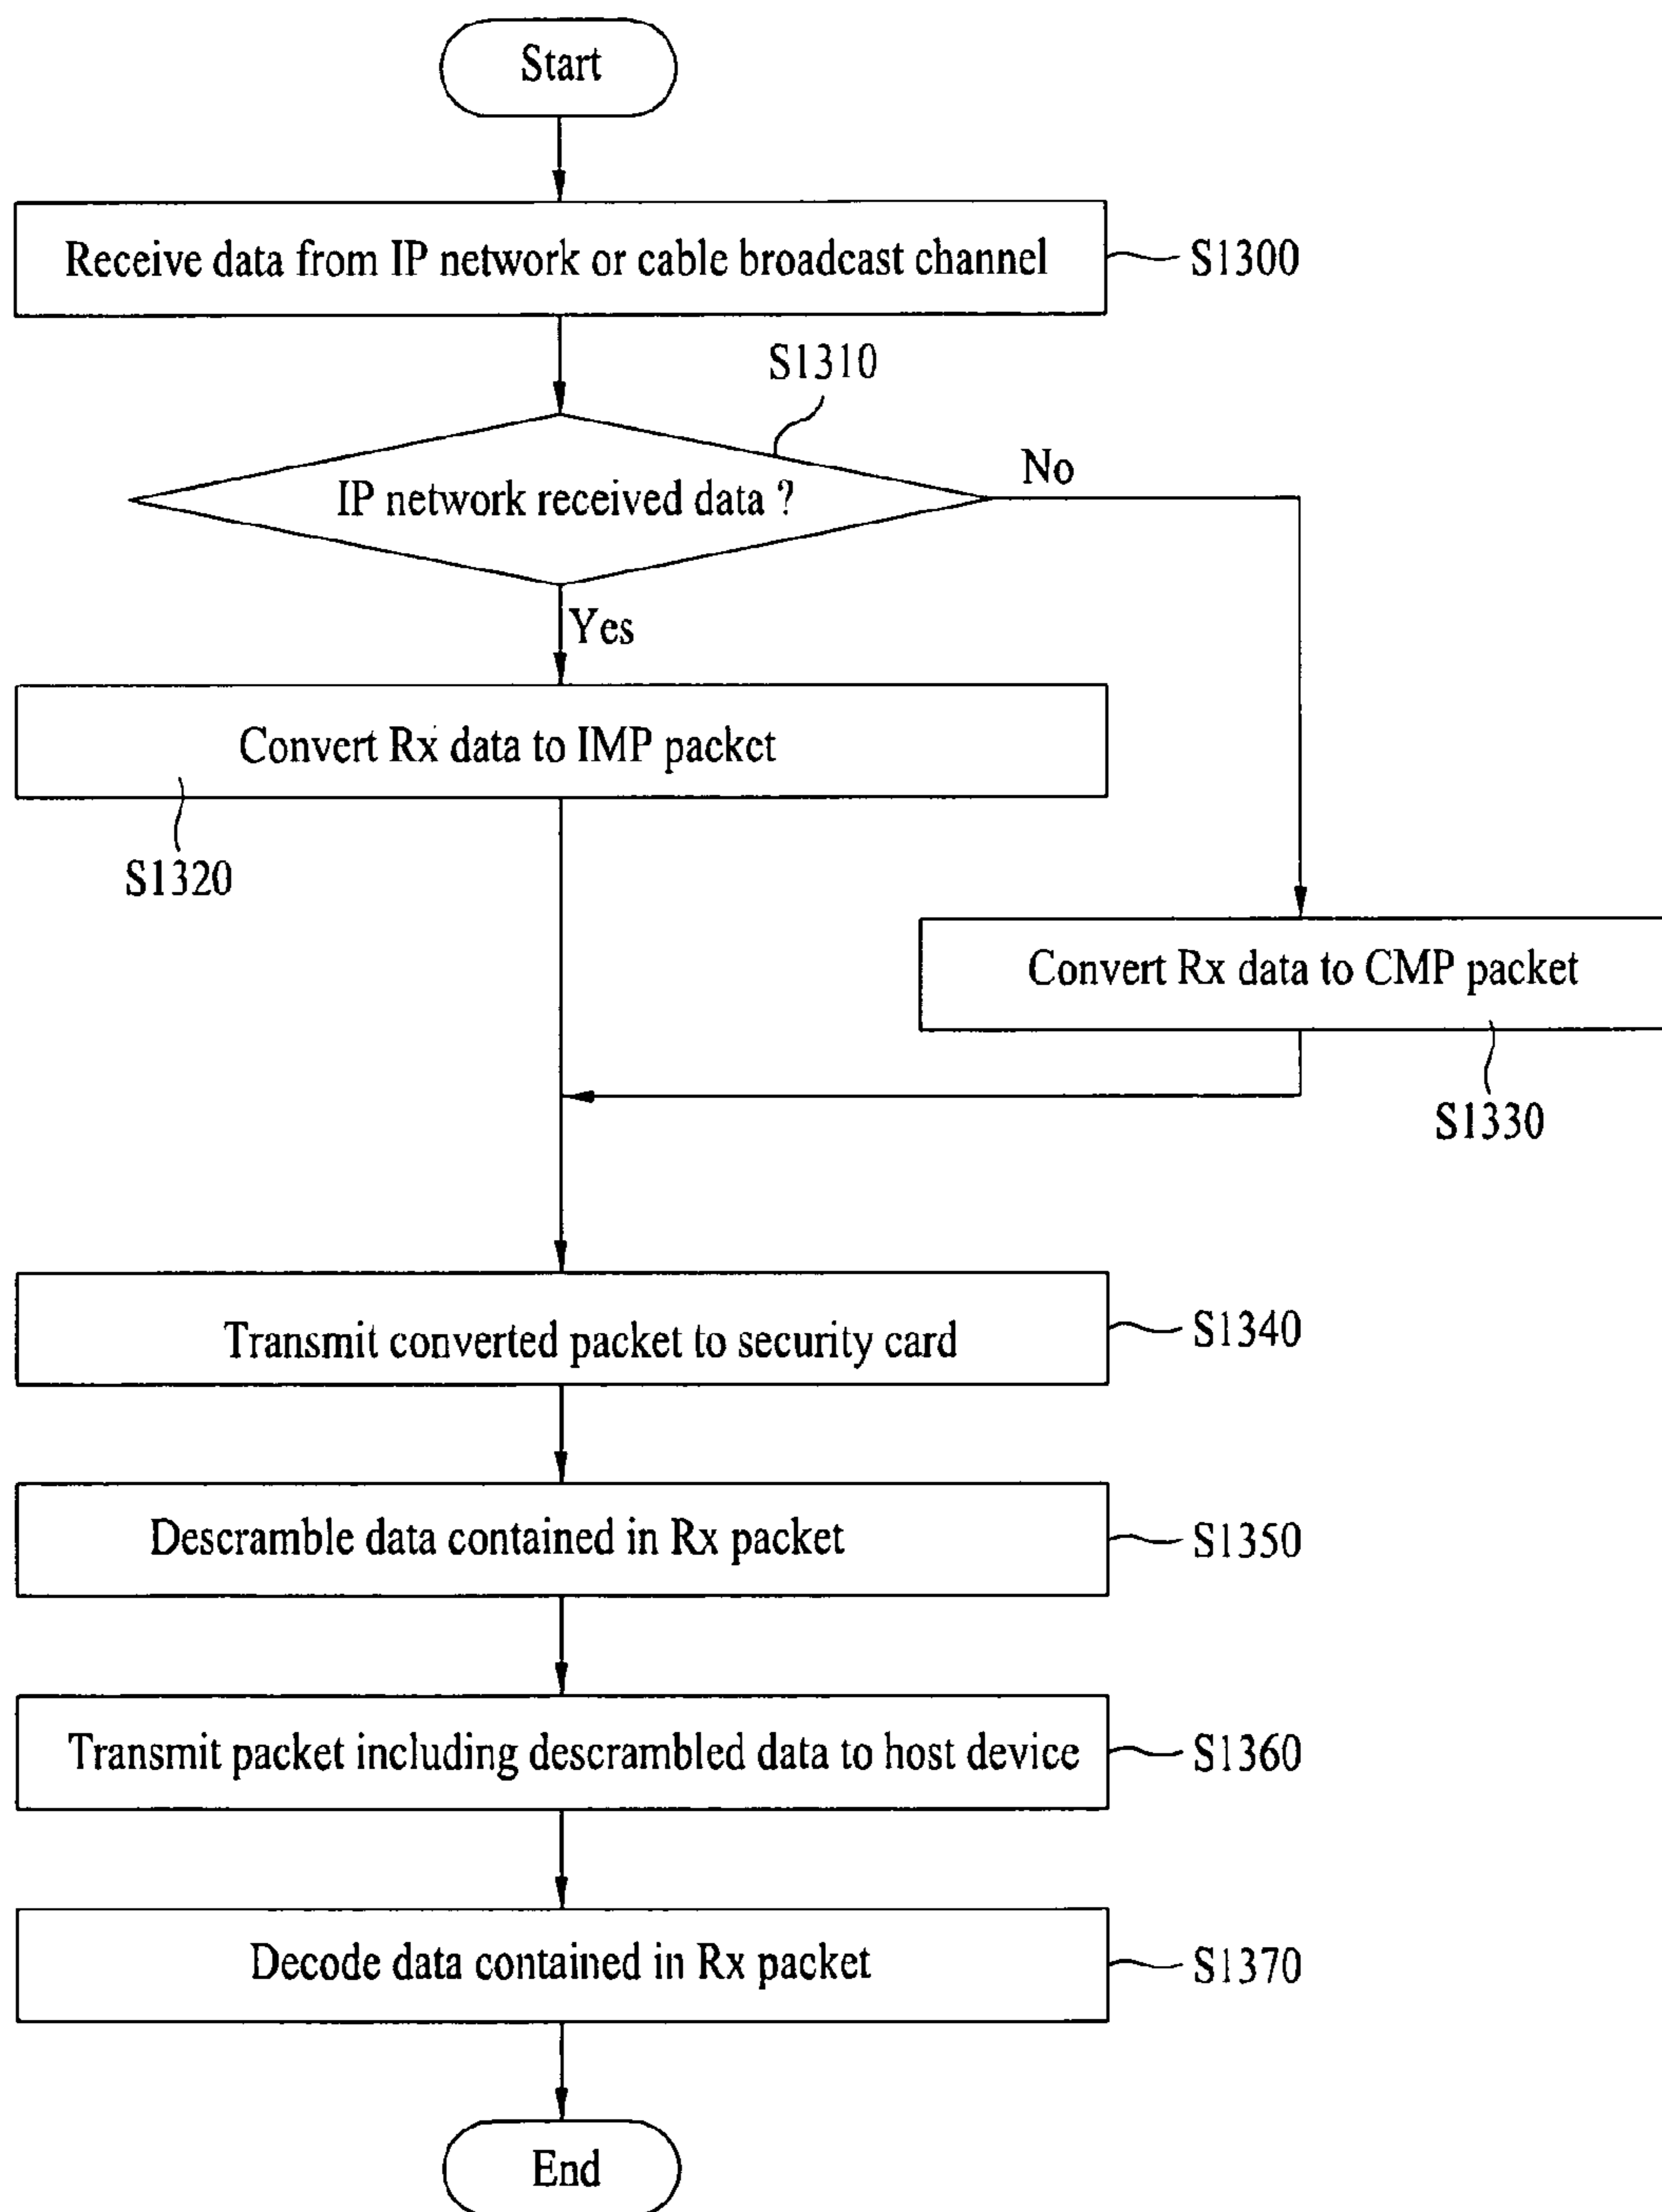 Start
Receive data from IP network or cable broadcast channel
S1300
S1310
IP network received data ?
No
Yes
Convert Rx data to IMP packet
S1320
Convert Rx data to CMP packet
S1330
Transmit converted packet to security card
S1340
Descramble data contained in Rx packet
S1350
Transmit packet including descrambled data to host device
S1360
Decode data contained in Rx packet
S1370
End